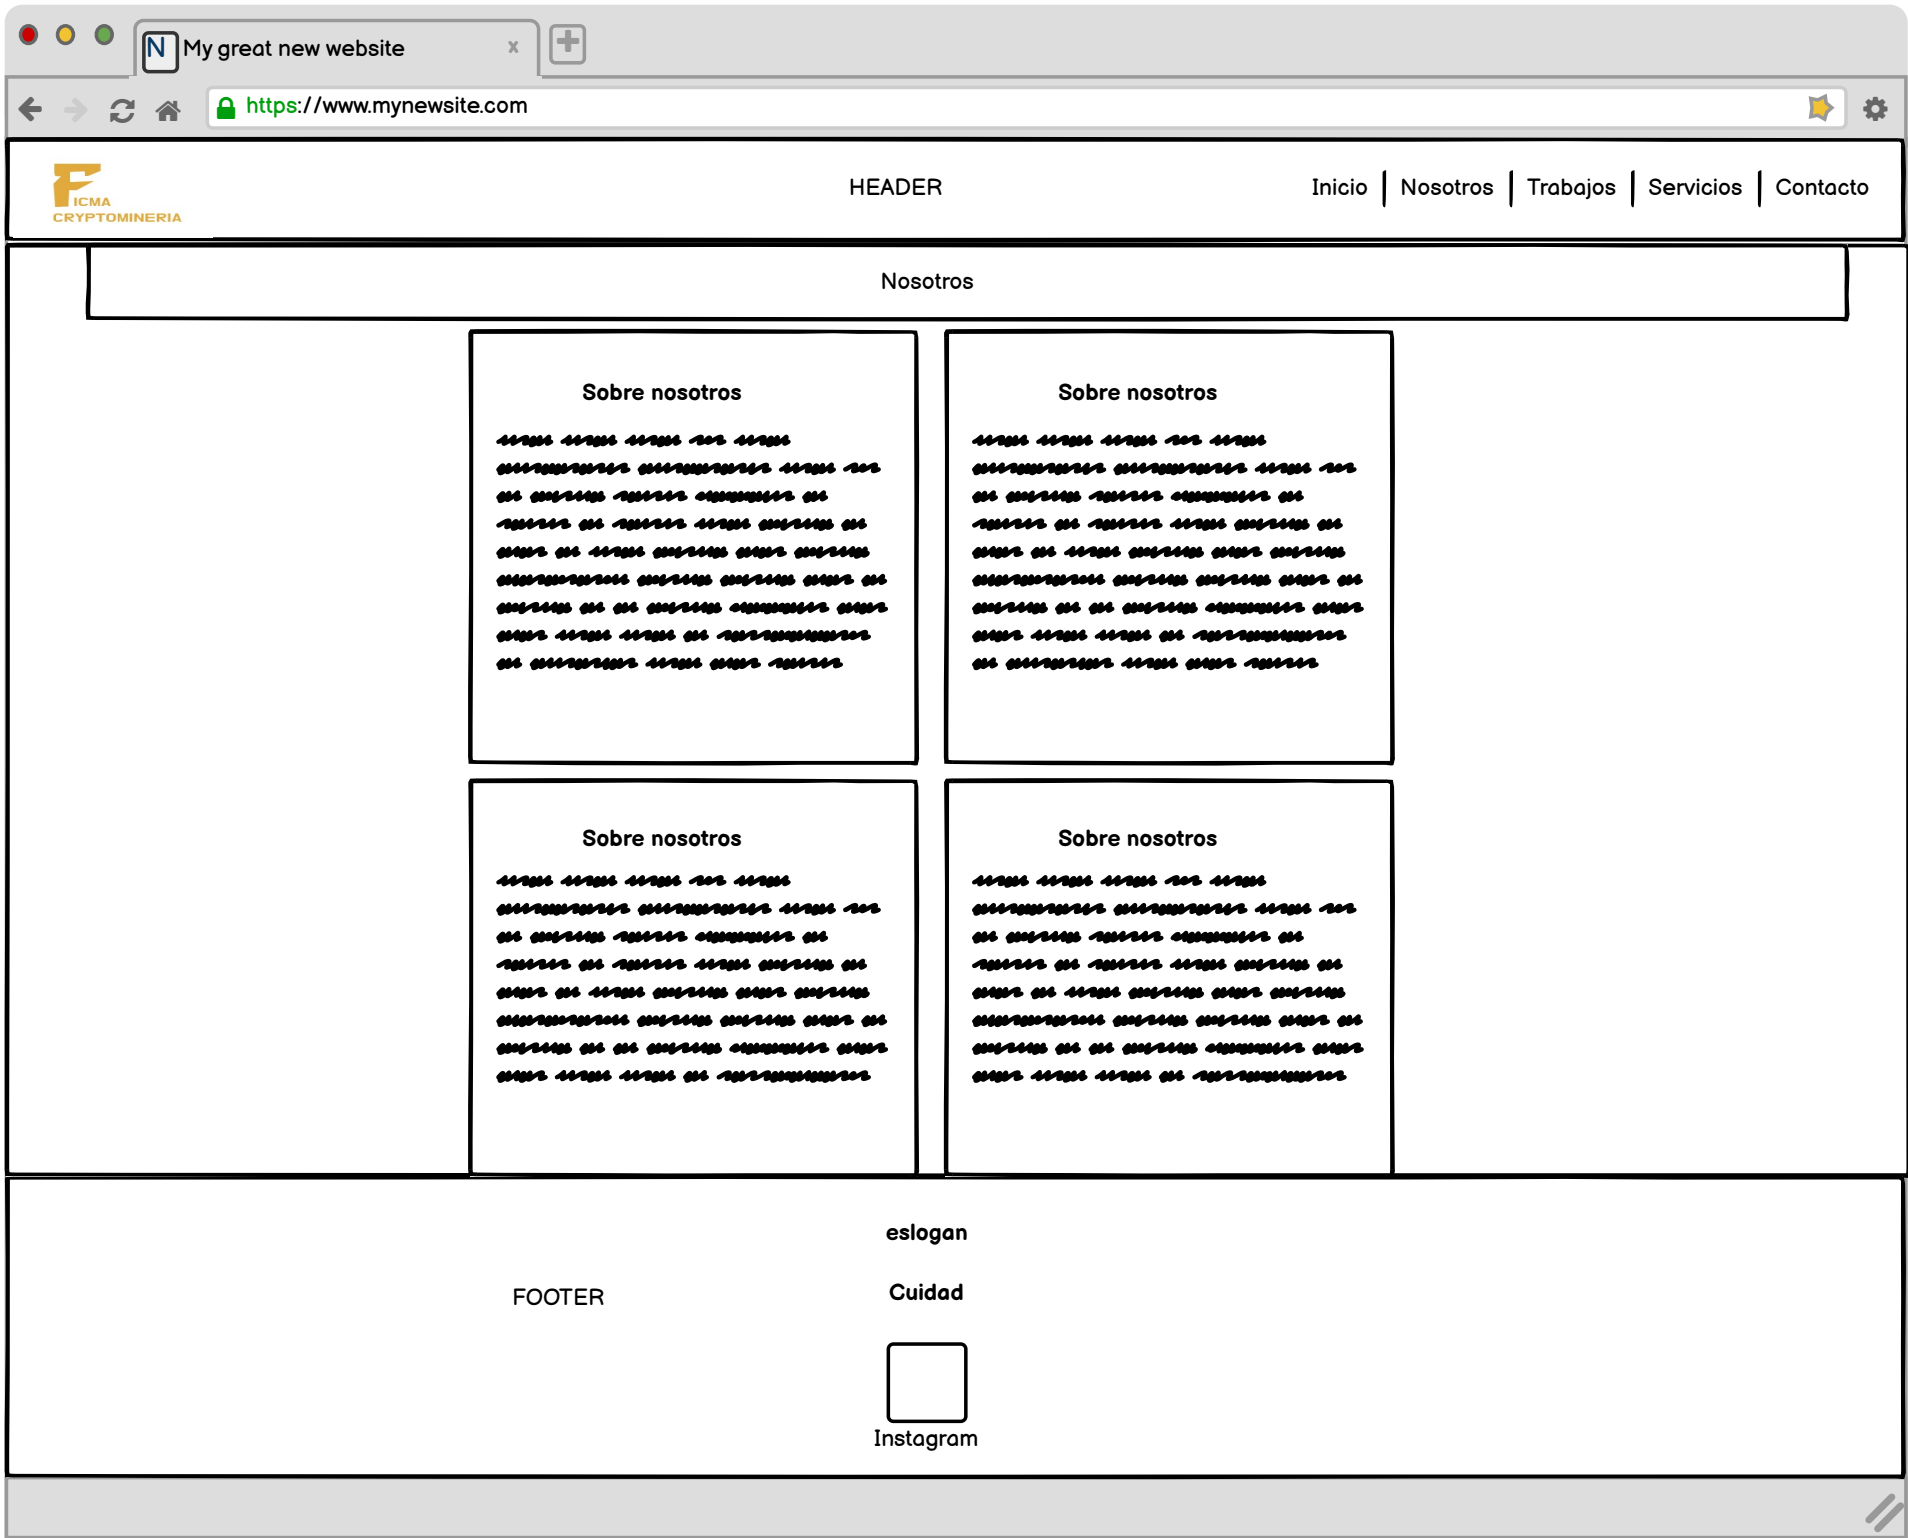 N My great new website x
https://www.mynewsite.com
FICMA
CRYPTOMINERIA
HEADER
Inicio Nosotros Trabajos Servicios Contacto
Nosotros
Sobre nosotros
Sobre nosotros
Sobre nosotros
Sobre nosotros
eslogan
Cuidad
FOOTER
Instagram